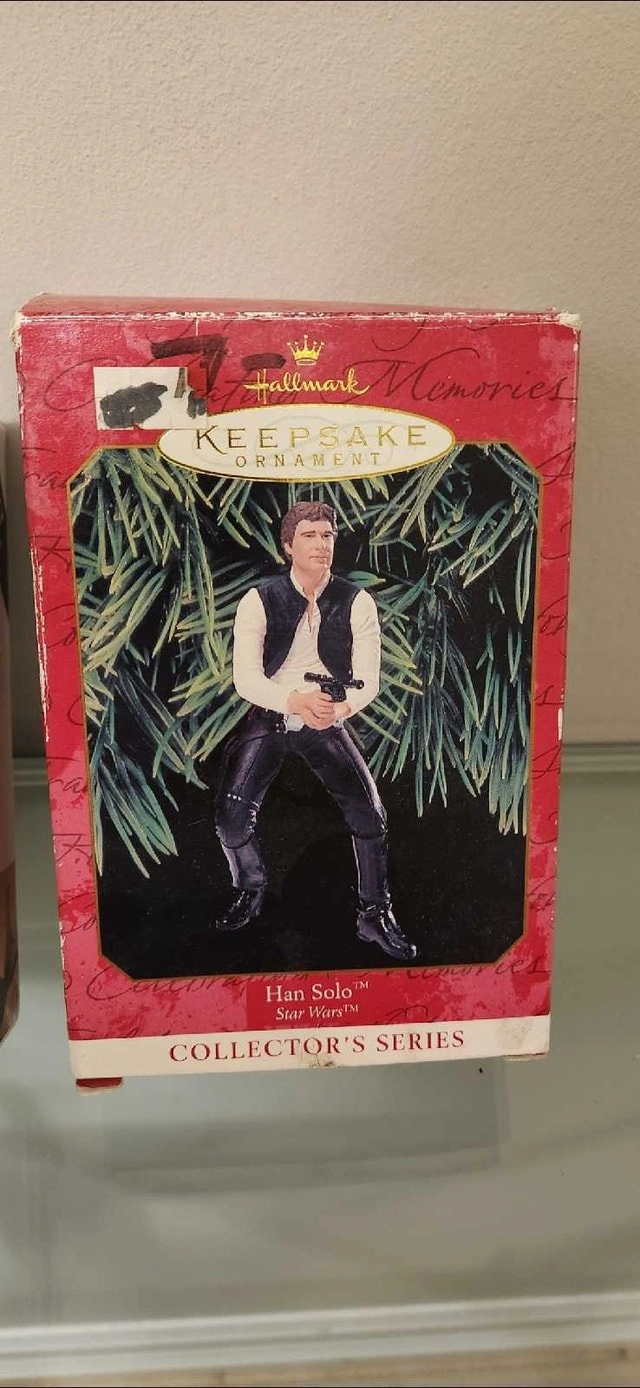 Hallmark
Memories
KEEPSAKE
ORNAMENT
Han Solo™
Star Wars™
COLLECTOR'S SERIES